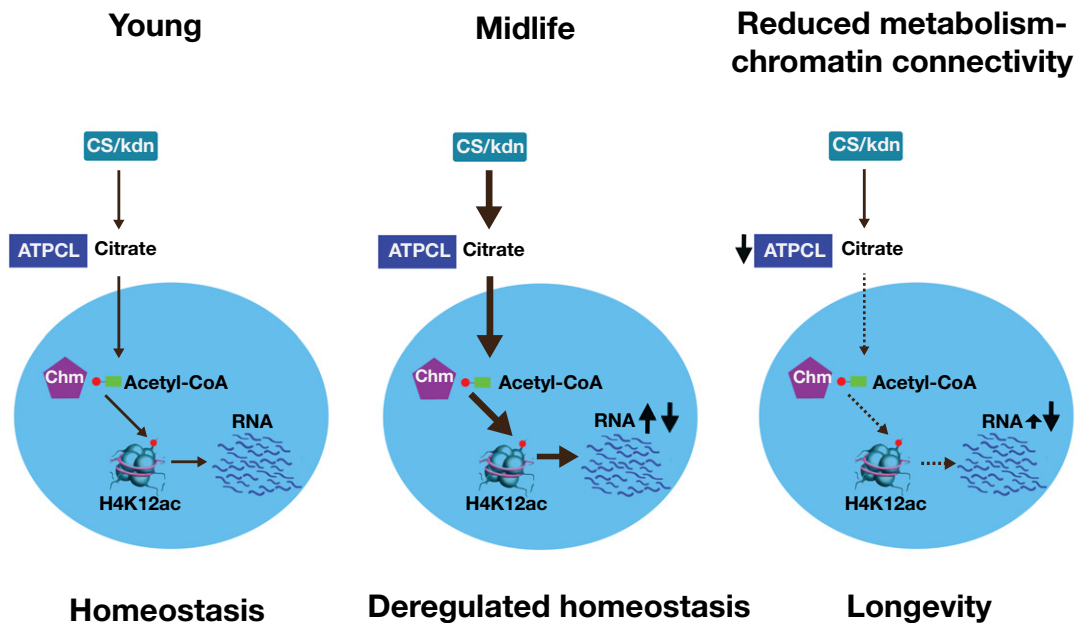 Young
Midlife
Reduced metabolism-
chromatin connectivity
CS/kdn
ATPCL
Citrate
Chm
Acetyl-CoA
RNA
H4K12ac
Homeostasis
CS/kdn
ATPCL
Citrate
Chm
Acetyl-CoA
RNA
H4K12ac
Deregulated homeostasis
CS/kdn
ATPCL
Citrate
Chm
Acetyl-CoA
RNA
H4K12ac
Longevity